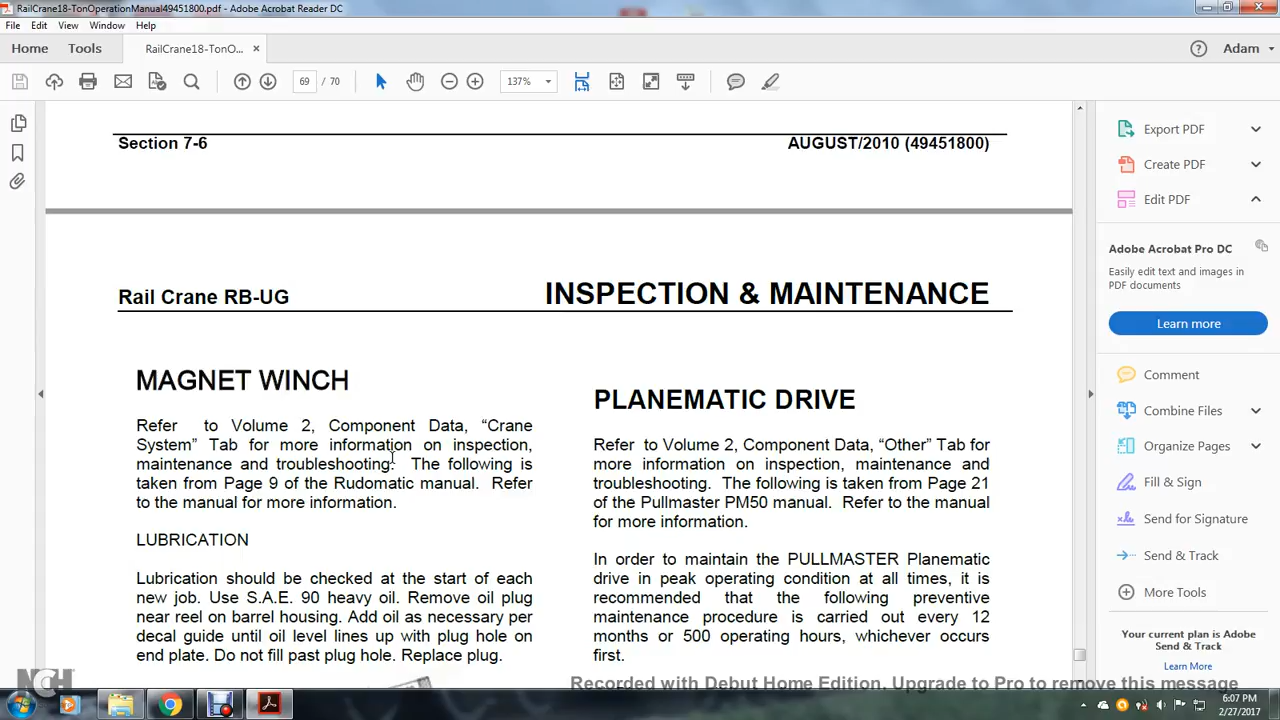 RailCrane18-TonOperationManual49451800.pdf - Adobe Acrobat Reader DC
File Edit View Window Help
Home Tools RailCrane18-TonO... × Adam
69 / 70 137%
Section 7-6 AUGUST/2010 (49451800)
Rail Crane RB-UG INSPECTION & MAINTENANCE
MAGNET WINCH
Refer to Volume 2, Component Data, “Crane
System” Tab for more information on inspection,
maintenance and troubleshooting. The following is
taken from Page 9 of the Rudomatic manual. Refer
to the manual for more information.
LUBRICATION
Lubrication should be checked at the start of each
new job. Use S.A.E. 90 heavy oil. Remove oil plug
near reel on barrel housing. Add oil as necessary per
decal guide until oil level lines up with plug hole on
end plate. Do not fill past plug hole. Replace plug.
PLANEMATIC DRIVE
Refer to Volume 2, Component Data, “Other” Tab for
more information on inspection, maintenance and
troubleshooting. The following is taken from Page 21
of the Pullmaster PM50 manual. Refer to the manual
for more information.
In order to maintain the PULLMASTER Planematic
drive in peak operating condition at all times, it is
recommended that the following preventive
maintenance procedure is carried out every 12
months or 500 operating hours, whichever occurs
first.
Export PDF
Create PDF
Edit PDF
Adobe Acrobat Pro DC
Easily edit text and images in
PDF documents
Learn more
Comment
Combine Files
Organize Pages
Fill & Sign
Send for Signature
Send & Track
More Tools
Your current plan is Adobe
Send & Track
Learn More
NCH
Recorded with Debut Home Edition. Upgrade to Pro to remove this message
6:07 PM
2/27/2017